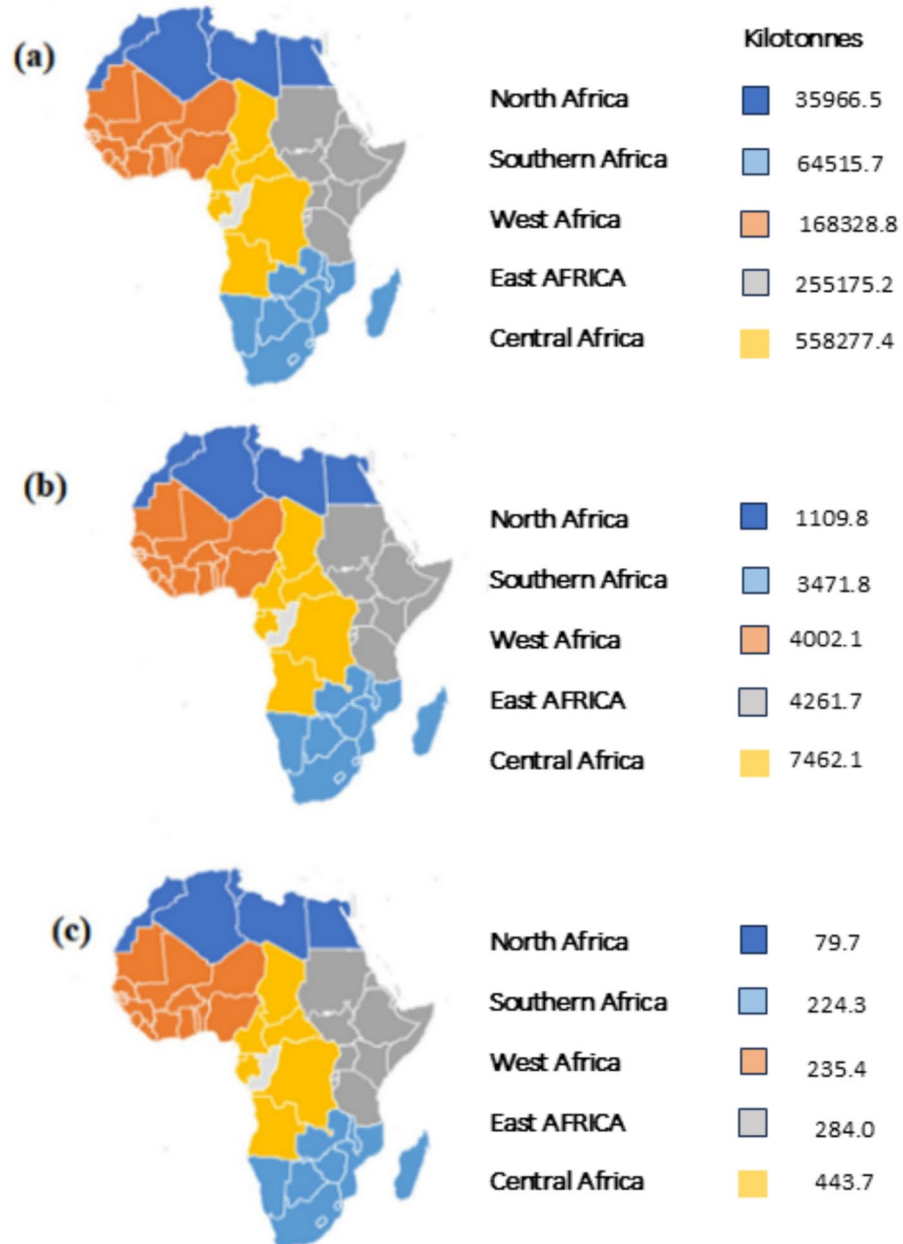 (a)
Kilotonnes
North Africa 35966.5
Southern Africa 64515.7
West Africa 168328.8
East AFRICA 255175.2
Central Africa 558277.4
(b)
North Africa 1109.8
Southern Africa 3471.8
West Africa 4002.1
East AFRICA 4261.7
Central Africa 7462.1
(c)
North Africa 79.7
Southern Africa 224.3
West Africa 235.4
East AFRICA 284.0
Central Africa 443.7